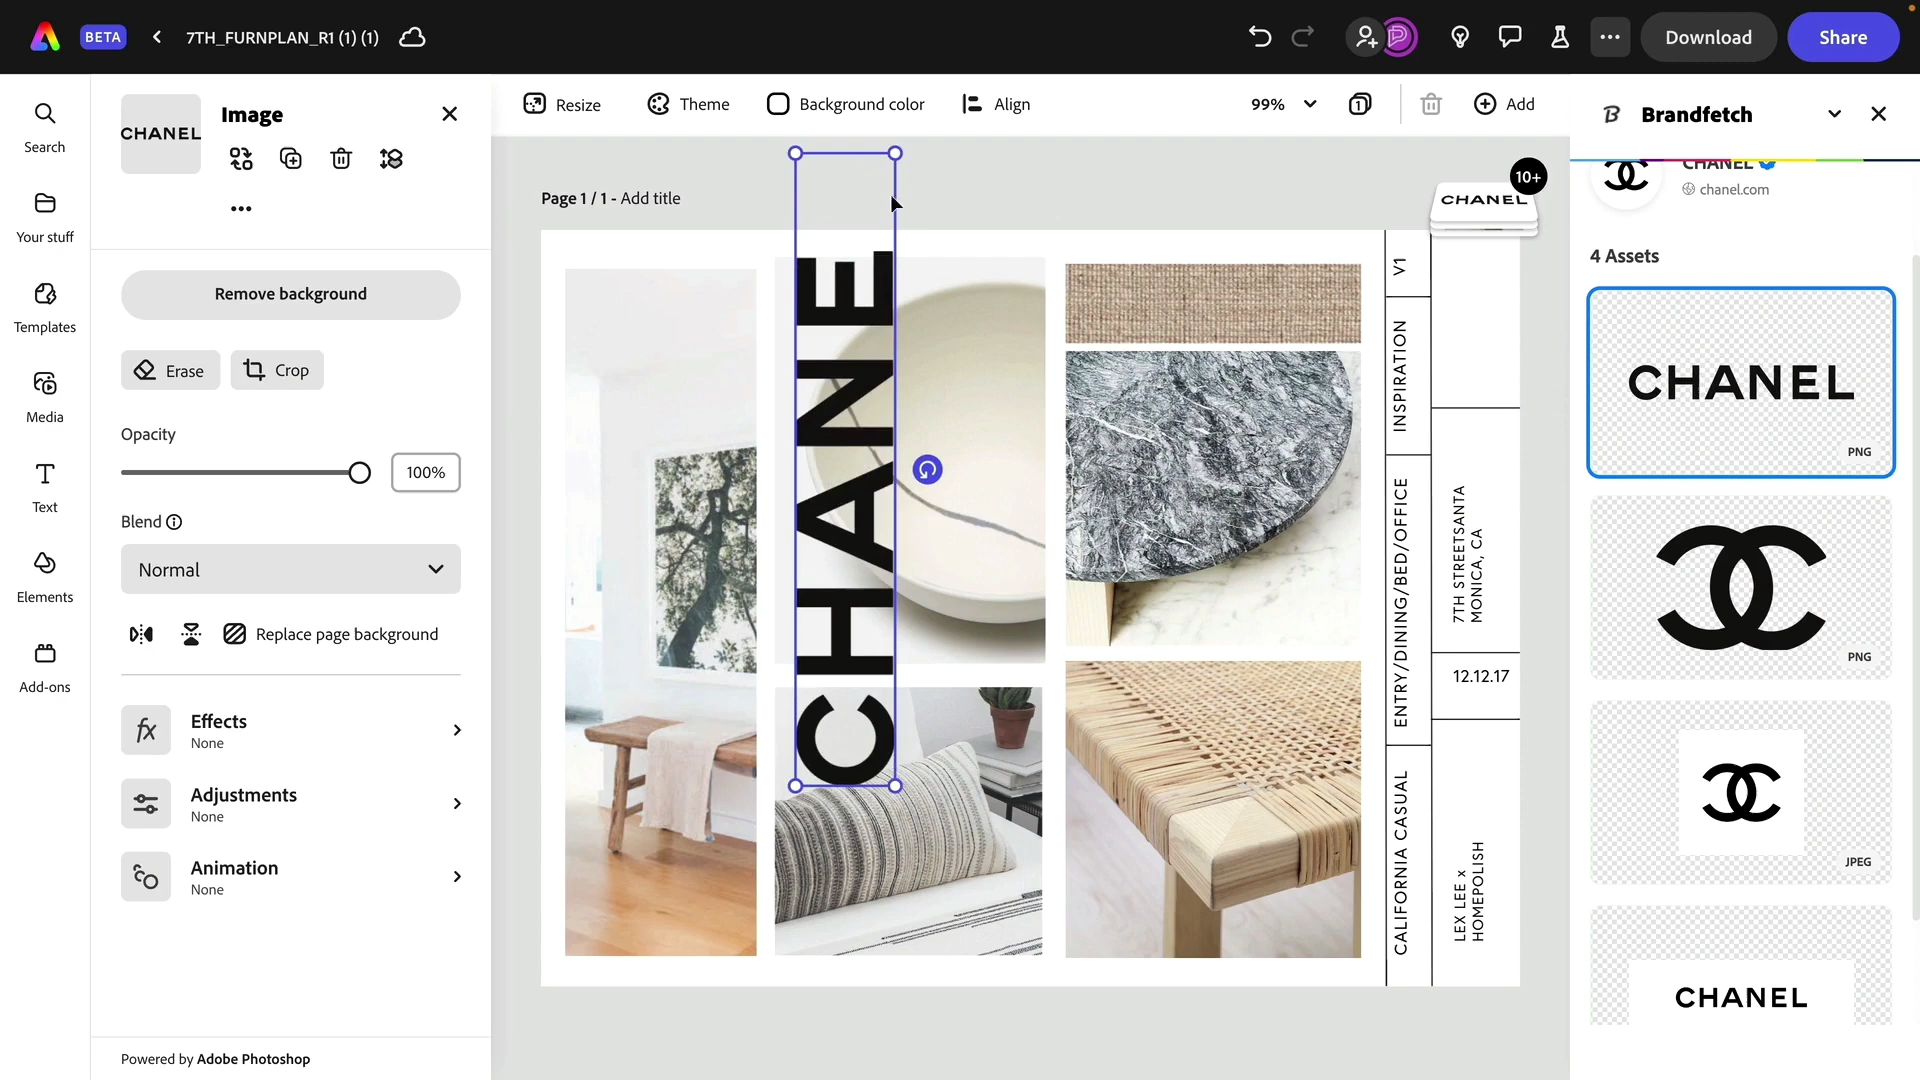 BETA
7TH_FURNPLAN_R1 (1) (1)
Download
Share
Search
Your stuff
Templates
Media
Text
Elements
Add-ons
CHANEL
Image
Remove background
Erase
Crop
Opacity
100%
Blend
Normal
Replace page background
Effects
None
Adjustments
None
Animation
None
Powered by Adobe Photoshop
Resize
Theme
Background color
Align
99%
1
Add
Page 1 / 1 - Add title
10+
CHANEL
CHANEL
V1
INSPIRATION
ENTRY/DINING/BED/OFFICE
CALIFORNIA CASUAL
7TH STREETSANTA
MONICA, CA
12.12.17
LEX LEE x
HOMEPOLISH
Brandfetch
CHANEL
chanel.com
4 Assets
CHANEL
PNG
PNG
JPEG
CHANEL